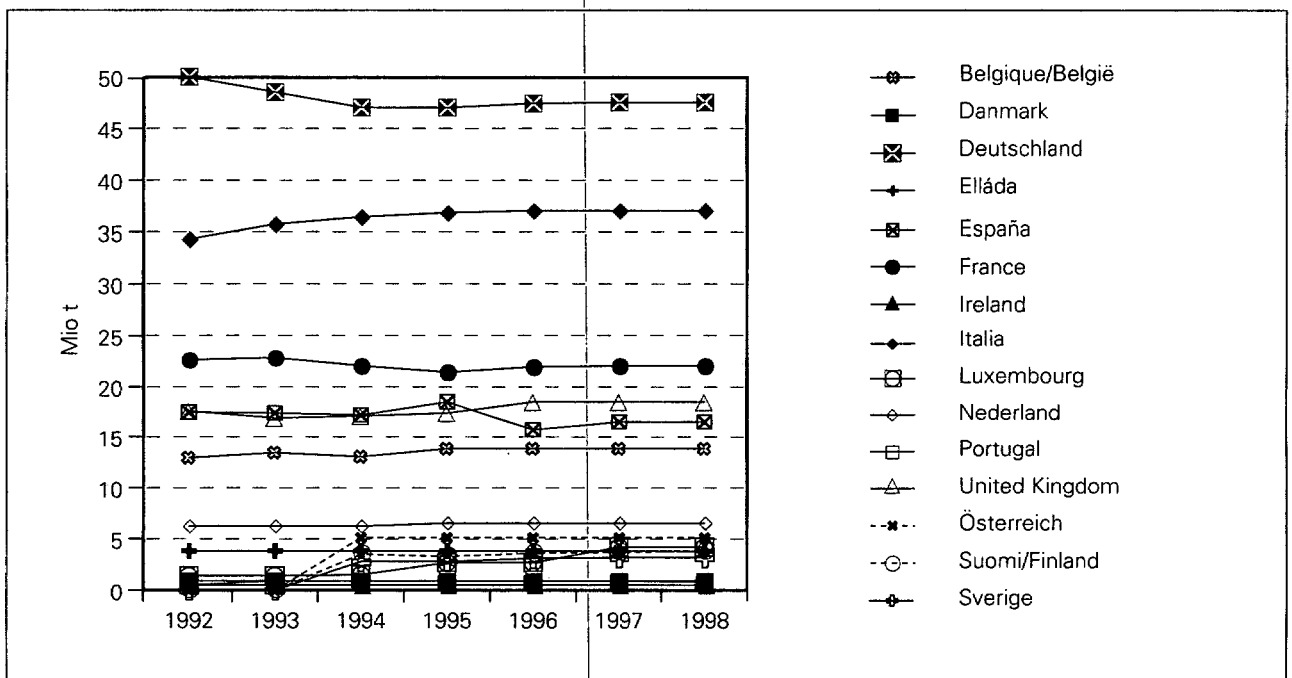 50
45
40
35
30
25
20
15
10
5
0
Mio t
1992 1993 1994 1995 1996 1997 1998
Belgique/België
Danmark
Deutschland
Elláda
España
France
Ireland
Italia
Luxembourg
Nederland
Portugal
United Kingdom
Österreich
Suomi/Finland
Sverige